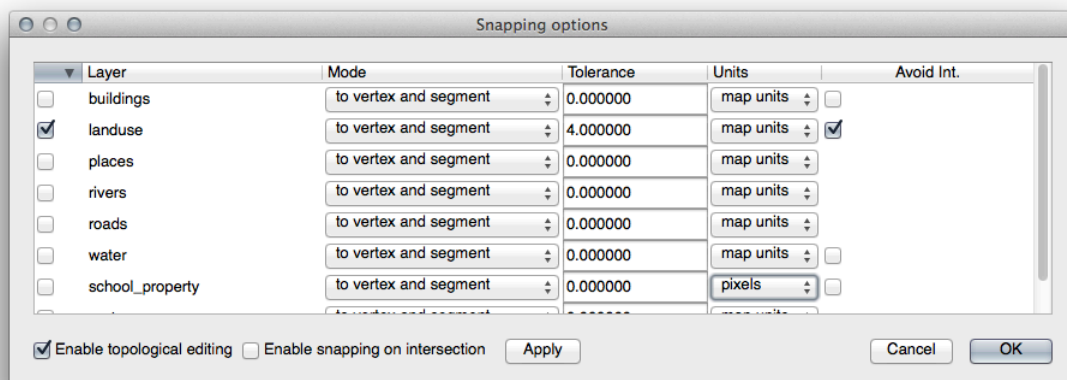 Snapping options
Layer Mode Tolerance Units Avoid Int.
buildings to vertex and segment 0.000000 map units
landuse to vertex and segment 4.000000 map units
places to vertex and segment 0.000000 map units
rivers to vertex and segment 0.000000 map units
roads to vertex and segment 0.000000 map units
water to vertex and segment 0.000000 map units
school_property to vertex and segment 0.000000 pixels
Enable topological editing Enable snapping on intersection Apply Cancel OK